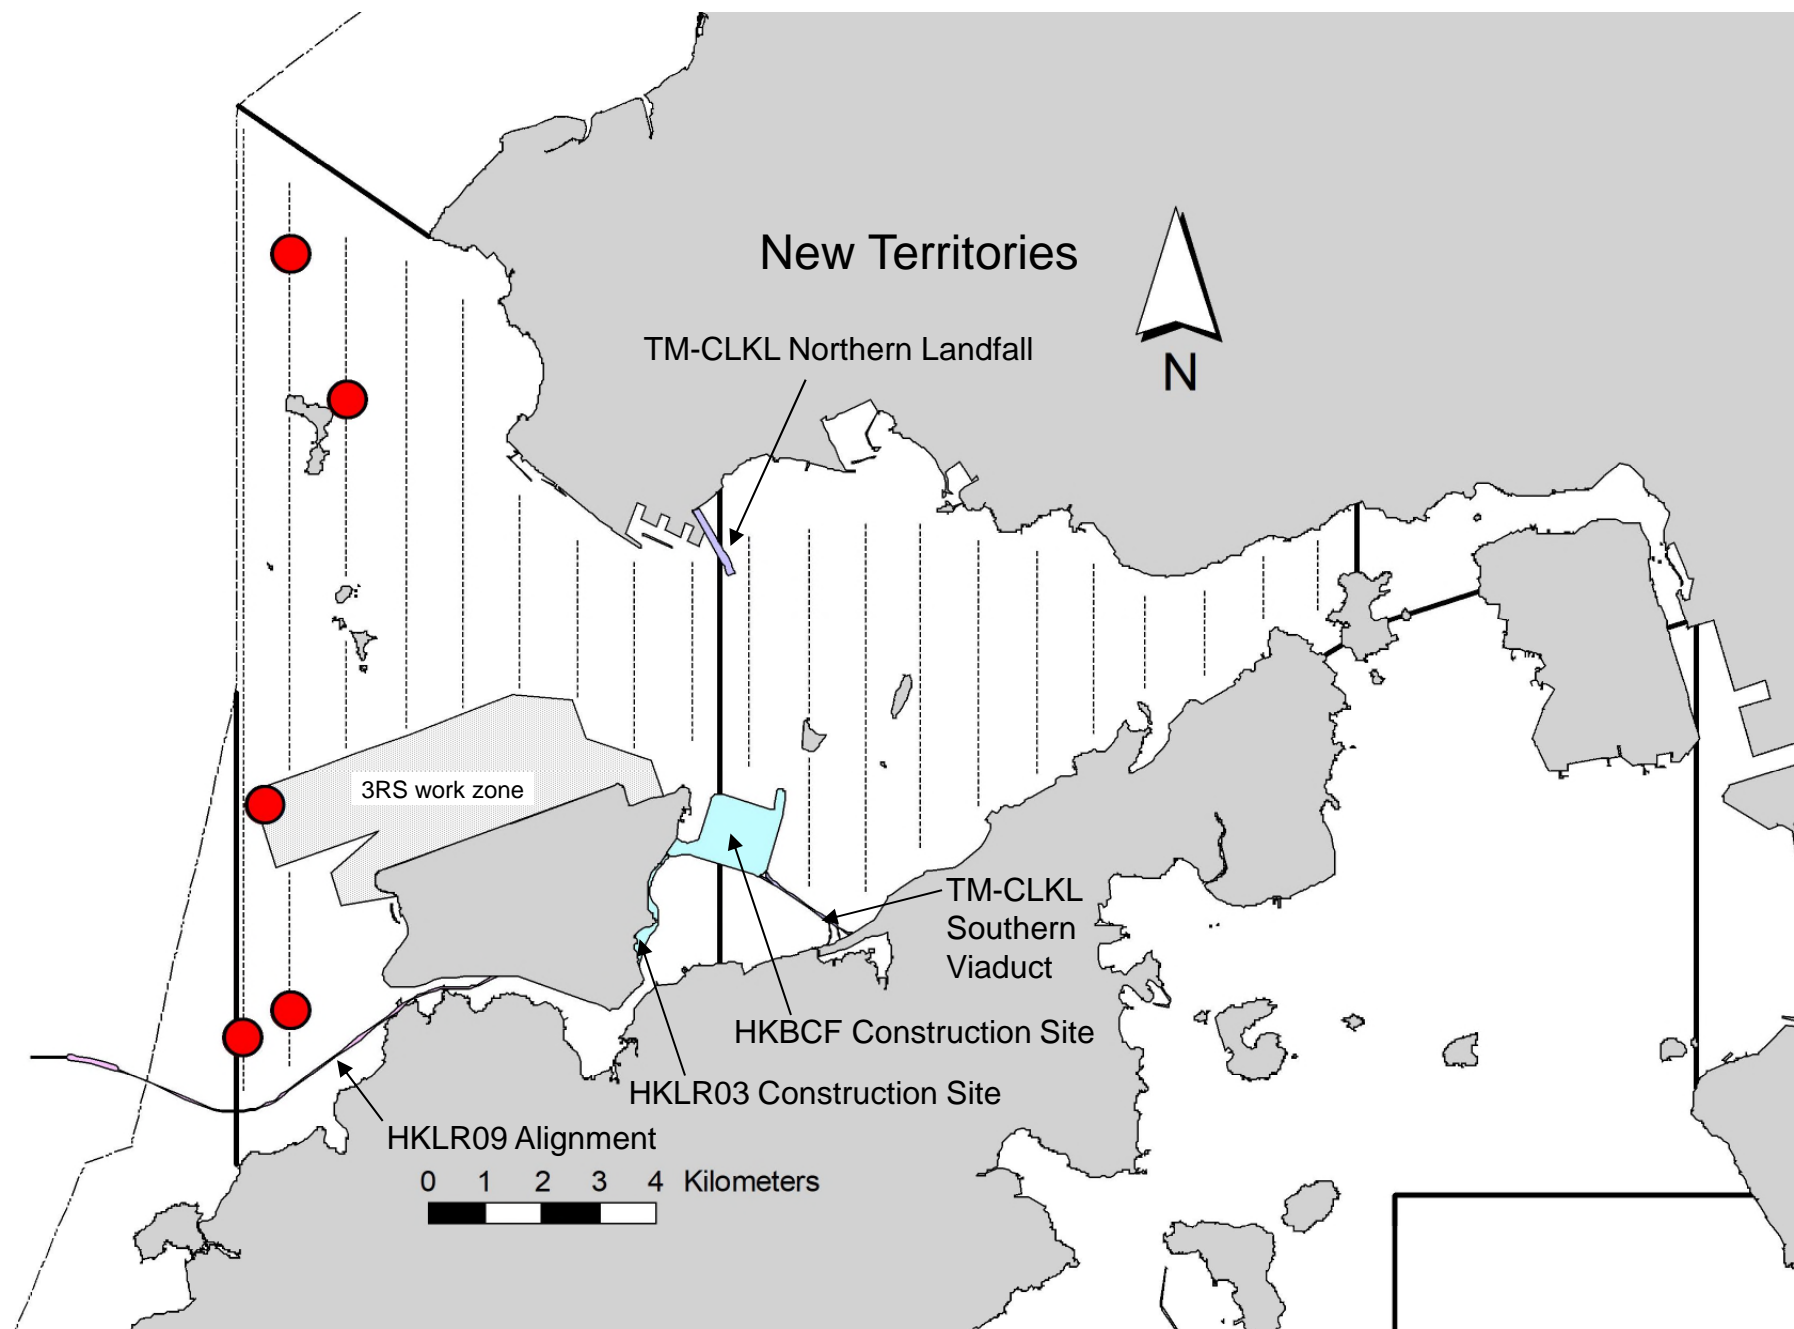 New Territories
TM-CLKL Northern Landfall
N
3RS work zone
TM-CLKL
Southern
Viaduct
HKBCF Construction Site
HKLR03 Construction Site
HKLR09 Alignment
0 1 2 3 4 Kilometers